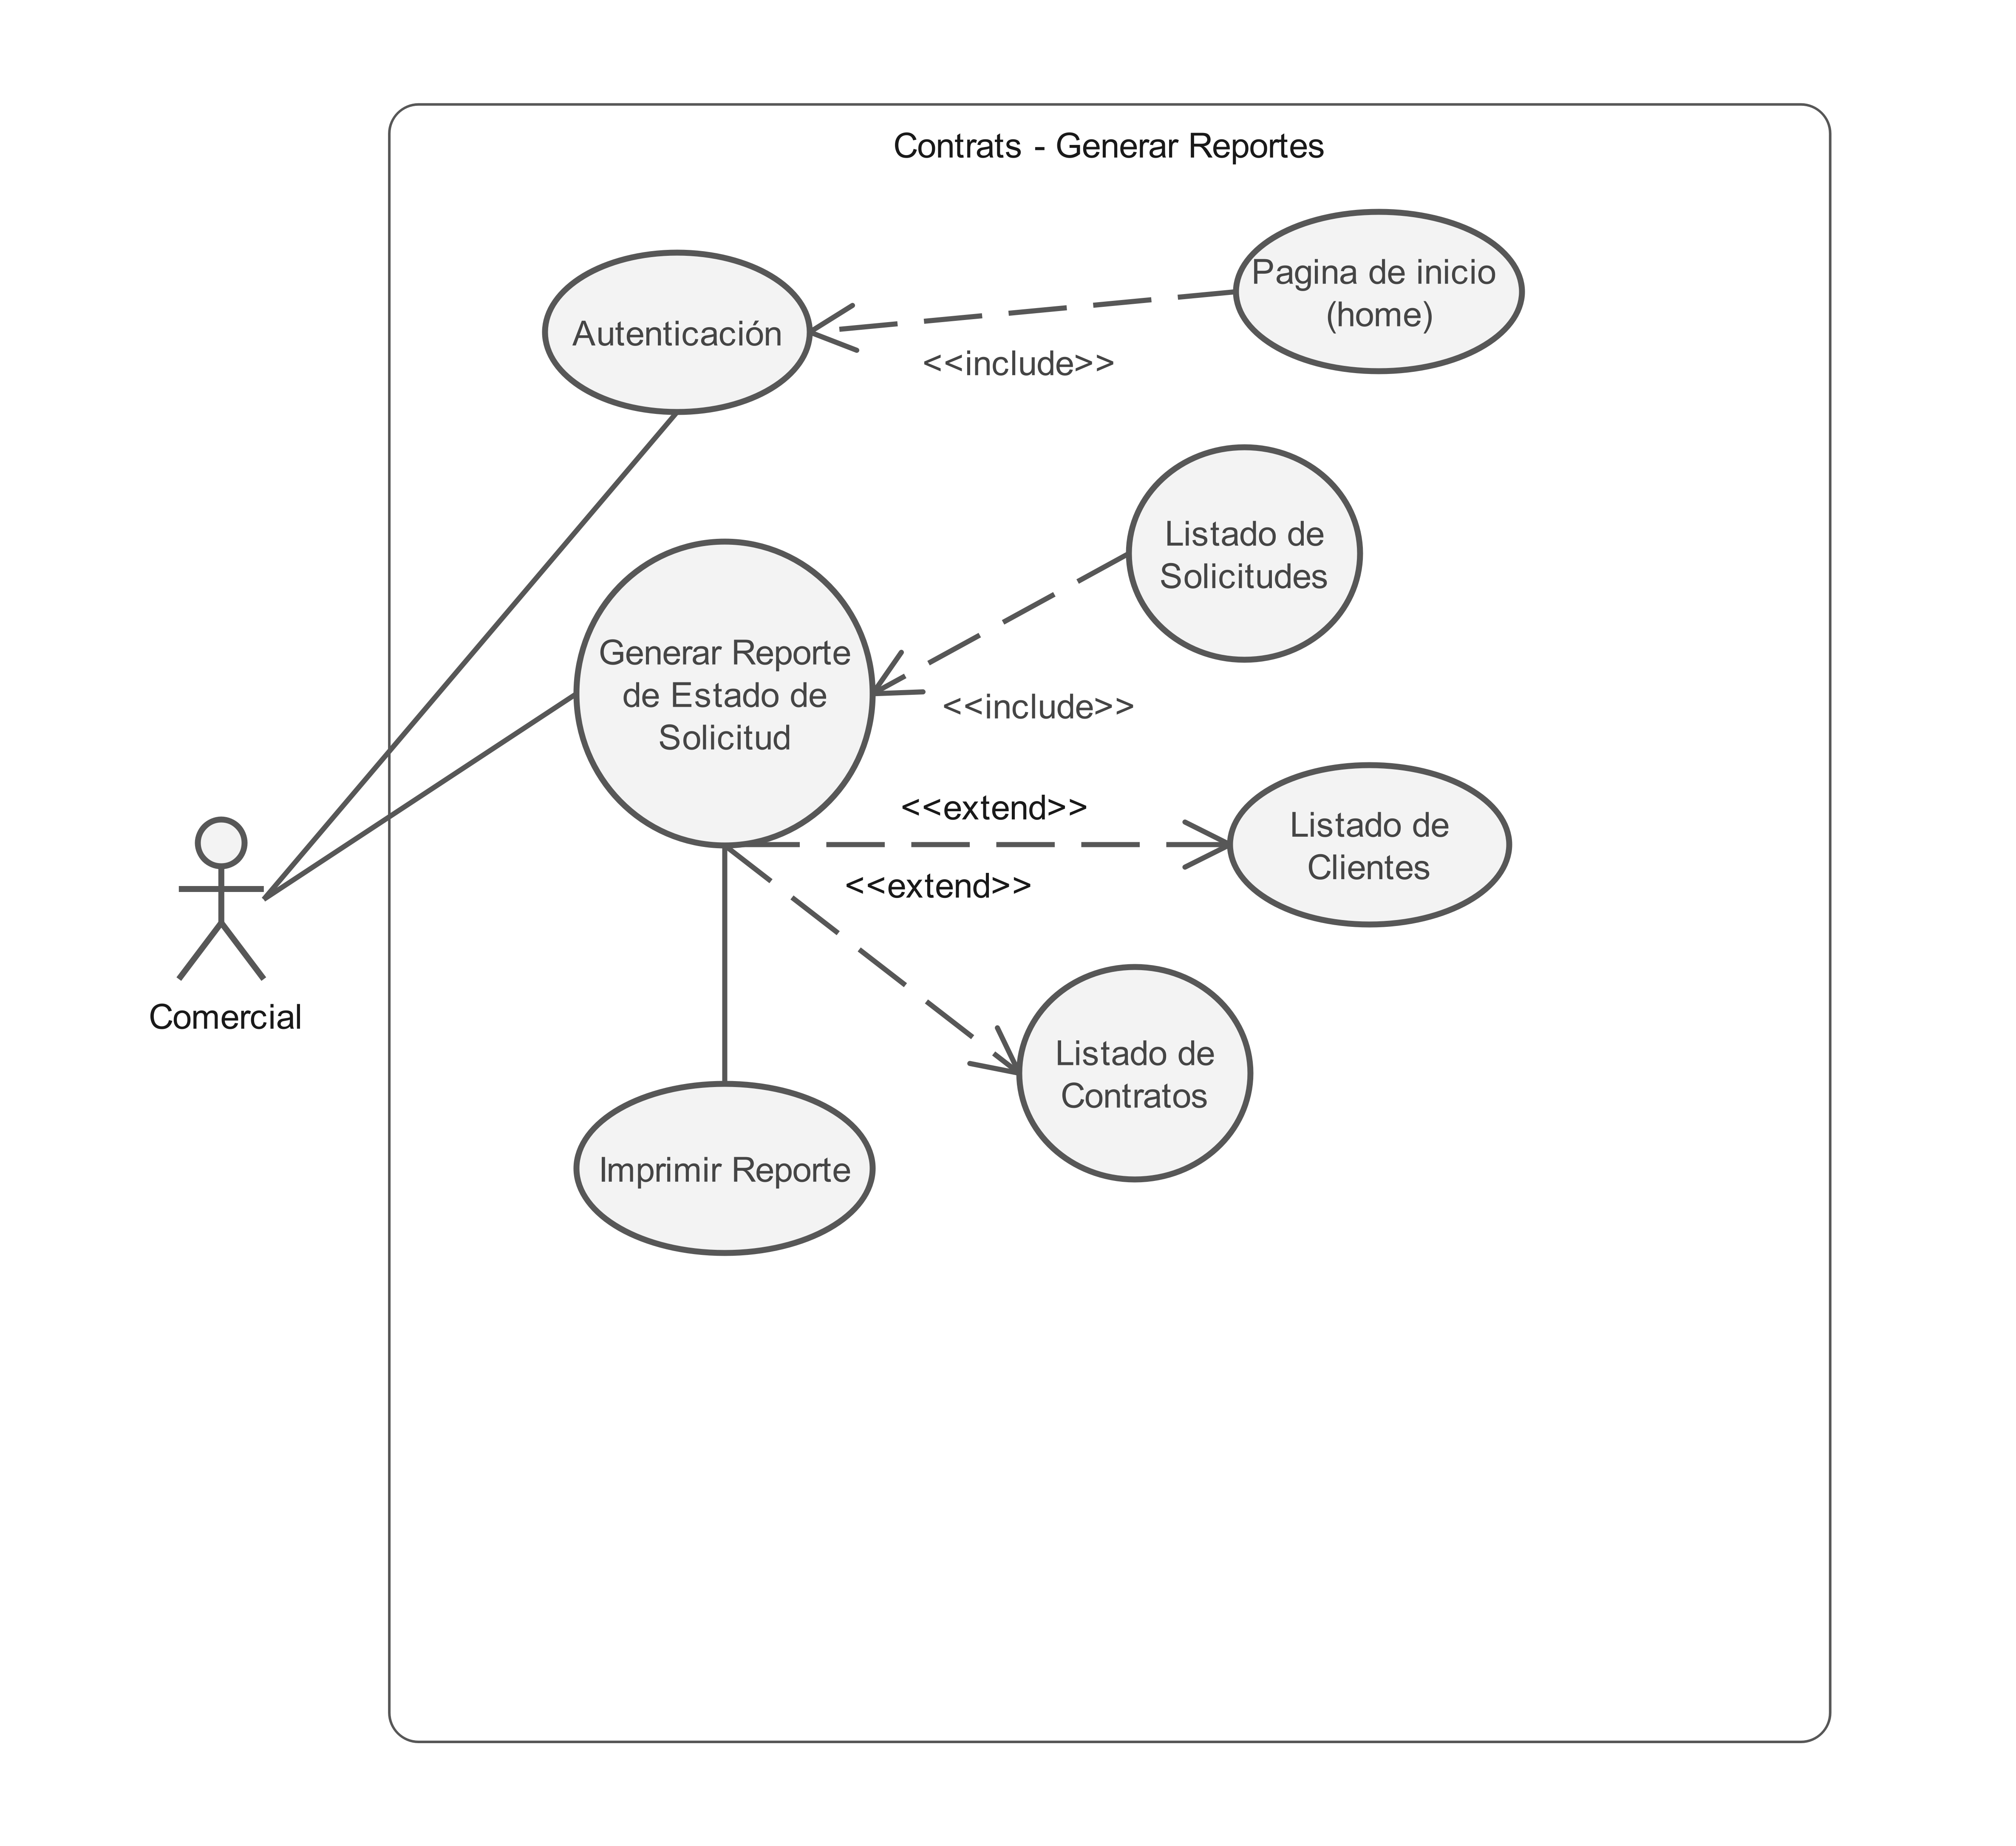 Contrats - Generar Reportes
Pagina de inicio
(home)
Autenticación
<<include>>
Listado de
Solicitudes
Generar Reporte
de Estado de
Solicitud
<<include>>
<<extend>>
Listado de
Clientes
<<extend>>
Comercial
Listado de
Contratos
Imprimir Reporte